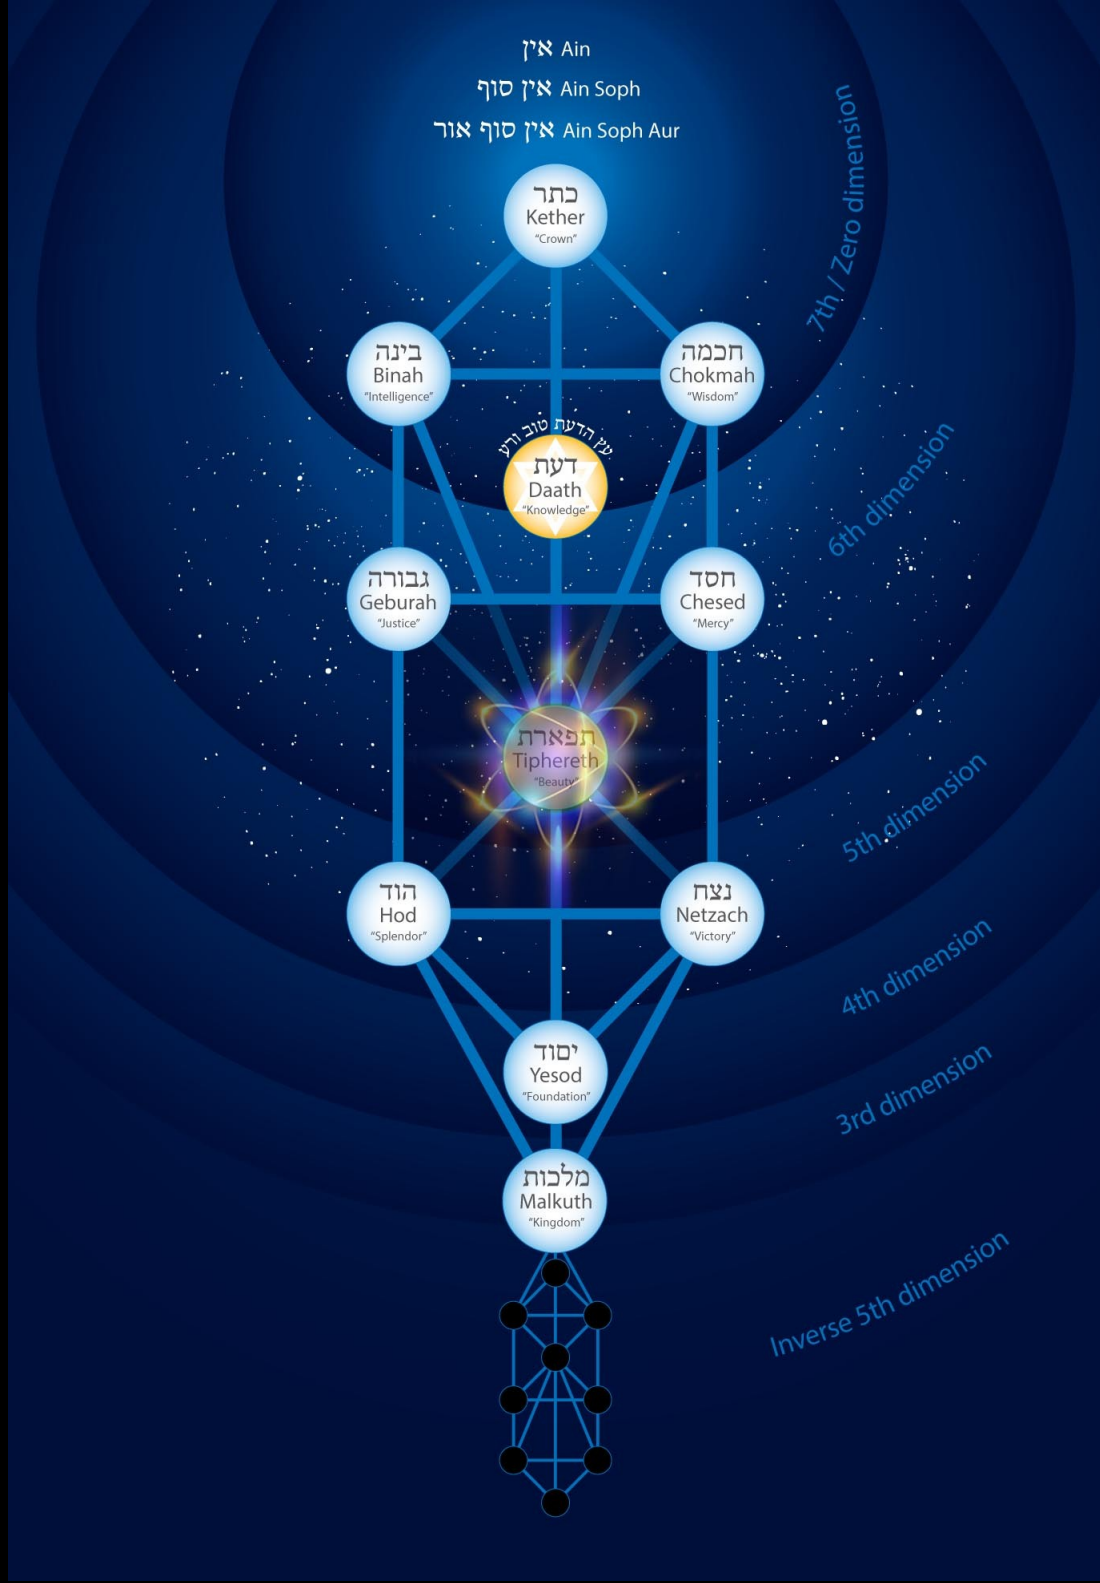 אין Ain
אין סוף Ain Soph
אין סוף אור Ain Soph Aur
7th / Zero dimension
כתר
Kether
“Crown”
בינה
Binah
“Intelligence”
חכמה
Chokmah
“Wisdom”
עץ הדעת טוב ורע
דעת
Daath
“Knowledge”
6th dimension
גבורה
Geburah
“Justice”
חסד
Chesed
“Mercy”
תפארת
Tiphereth
“Beauty”
5th dimension
הוד
Hod
“Splendor”
נצח
Netzach
“Victory”
4th dimension
יסוד
Yesod
“Foundation”
3rd dimension
מלכות
Malkuth
“Kingdom”
Inverse 5th dimension